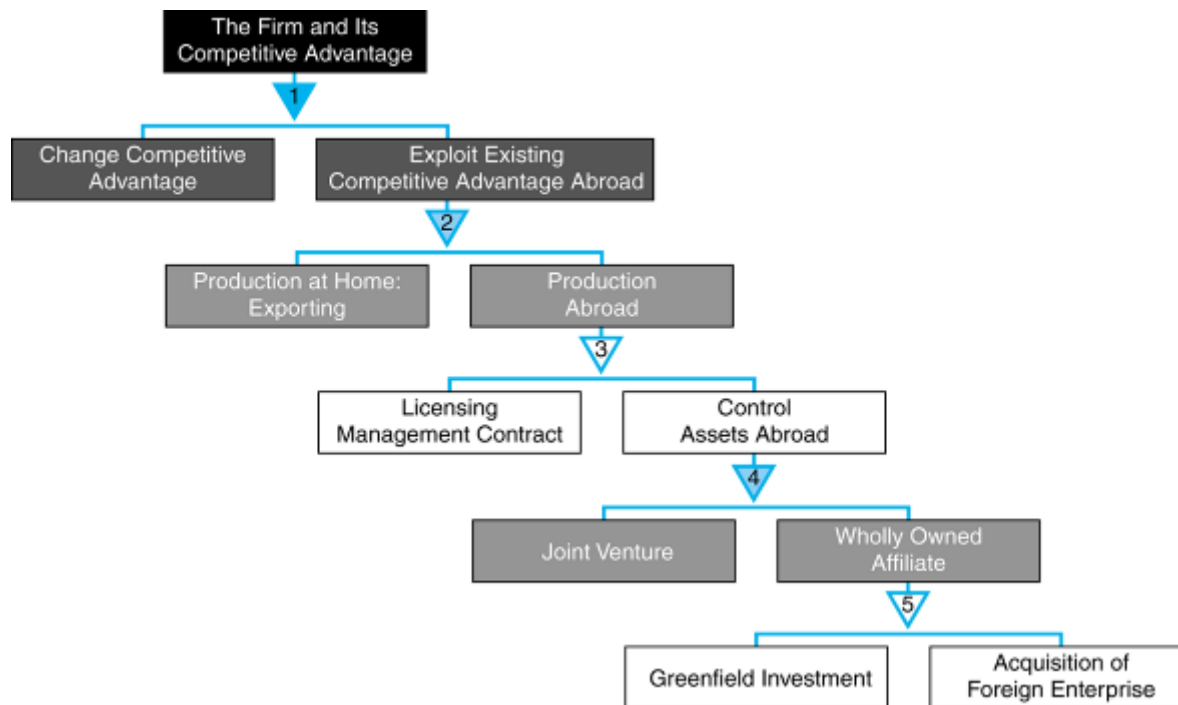 The Firm and Its
Competitive Advantage
1
Change Competitive
Advantage
Exploit Existing
Competitive Advantage Abroad
2
Production at Home:
Exporting
Production
Abroad
3
Licensing
Management Contract
Control
Assets Abroad
4
Joint Venture
Wholly Owned
Affiliate
5
Greenfield Investment
Acquisition of
Foreign Enterprise